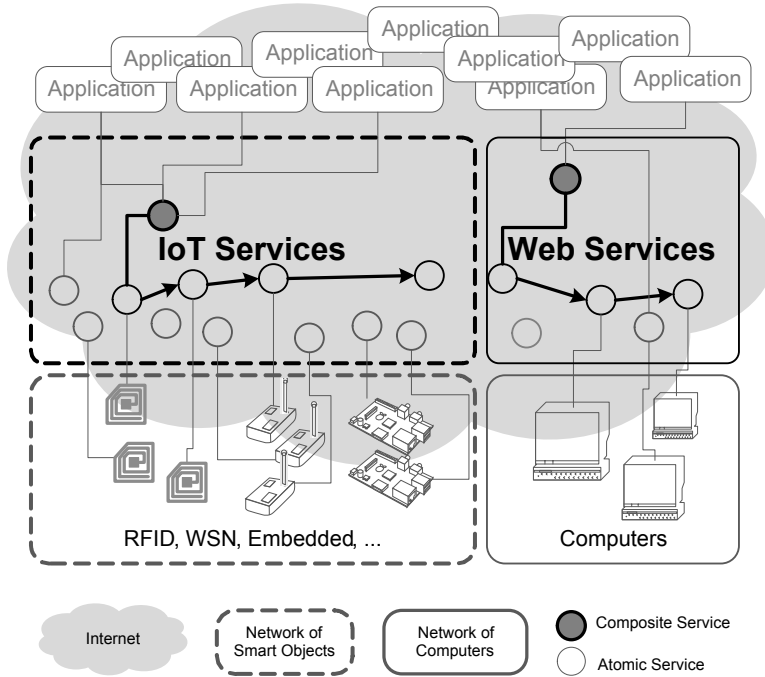 Application
Application
Application
Application
Application
Application
Application
Application
Application
Application
IoT Services
Web Services
RFID, WSN, Embedded, ...
Computers
Internet
Network of
Smart Objects
Network of
Computers
Composite Service
Atomic Service